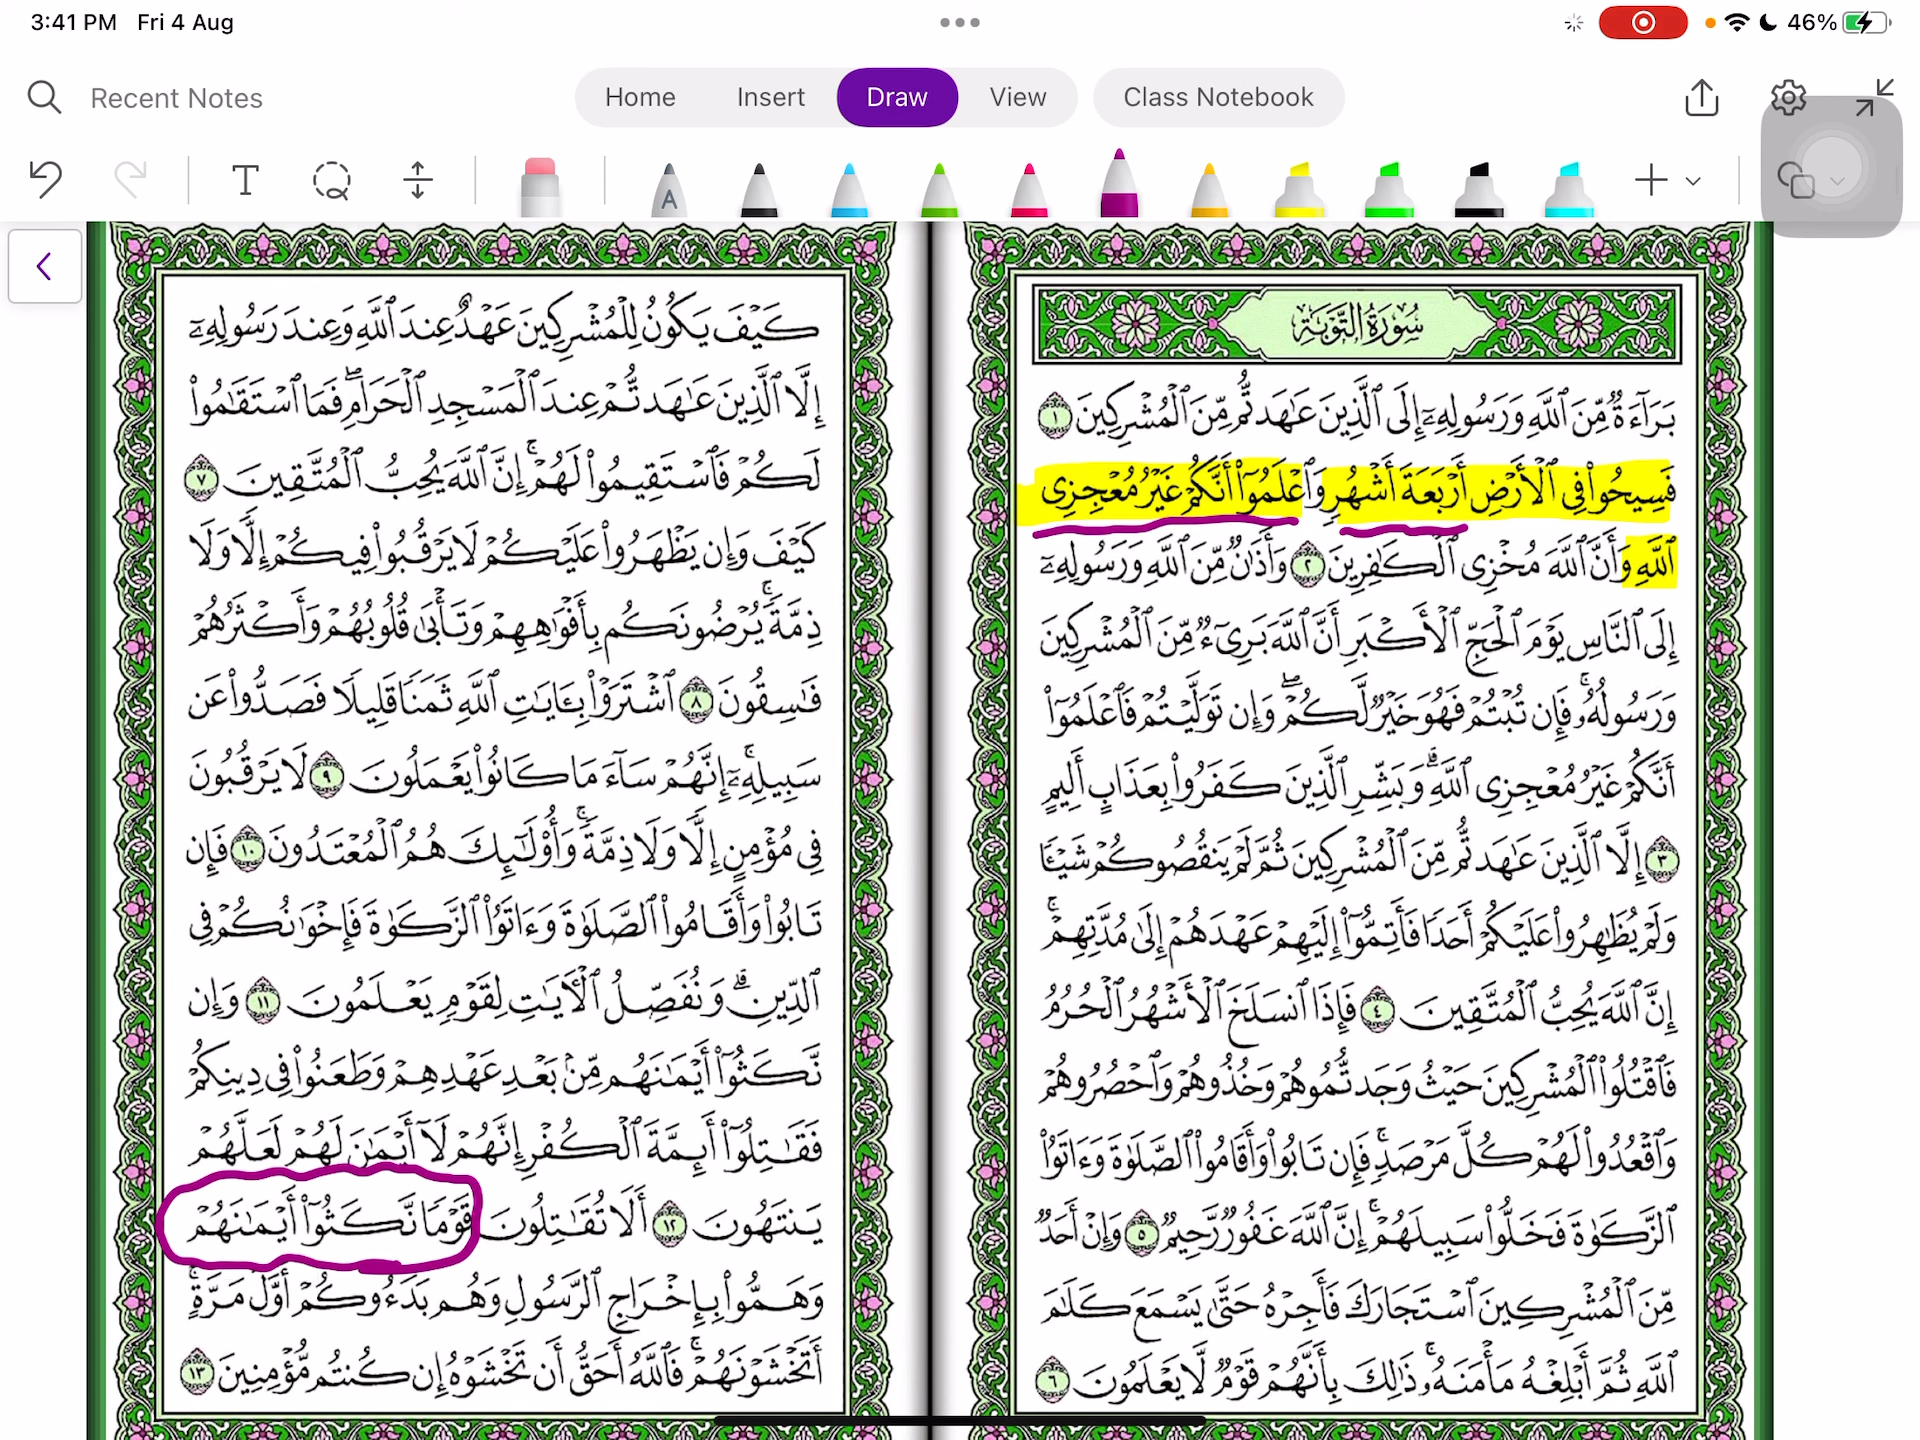 3:41 PM Fri 4 Aug
46%
Recent Notes
Home Insert Draw View Class Notebook
T
A
سُورَةُ التَّوۡبَةِ
بَرَآءَةٞ مِّنَ ٱللَّهِ وَرَسُولِهِۦٓ إِلَى ٱلَّذِينَ عَٰهَدتُّم مِّنَ ٱلۡمُشۡرِكِينَ ١
فَسِيحُواْ فِي ٱلۡأَرۡضِ أَرۡبَعَةَ أَشۡهُرٖ وَٱعۡلَمُوٓاْ أَنَّكُمۡ غَيۡرُ مُعۡجِزِي
ٱللَّهِ وَأَنَّ ٱللَّهَ مُخۡزِي ٱلۡكَٰفِرِينَ ٢ وَأَذَٰنٞ مِّنَ ٱللَّهِ وَرَسُولِهِۦٓ
إِلَى ٱلنَّاسِ يَوۡمَ ٱلۡحَجِّ ٱلۡأَكۡبَرِ أَنَّ ٱللَّهَ بَرِيٓءٞ مِّنَ ٱلۡمُشۡرِكِينَ
وَرَسُولُهُۥۚ فَإِن تُبۡتُمۡ فَهُوَ خَيۡرٞ لَّكُمۡۖ وَإِن تَوَلَّيۡتُمۡ فَٱعۡلَمُوٓاْ
أَنَّكُمۡ غَيۡرُ مُعۡجِزِي ٱللَّهِۗ وَبَشِّرِ ٱلَّذِينَ كَفَرُواْ بِعَذَابٍ أَلِيمٍ
٣ إِلَّا ٱلَّذِينَ عَٰهَدتُّم مِّنَ ٱلۡمُشۡرِكِينَ ثُمَّ لَمۡ يَنقُصُوكُمۡ شَيۡـٔٗا
وَلَمۡ يُظَٰهِرُواْ عَلَيۡكُمۡ أَحَدٗا فَأَتِمُّوٓاْ إِلَيۡهِمۡ عَهۡدَهُمۡ إِلَىٰ مُدَّتِهِمۡۚ
إِنَّ ٱللَّهَ يُحِبُّ ٱلۡمُتَّقِينَ ٤ فَإِذَا ٱنسَلَخَ ٱلۡأَشۡهُرُ ٱلۡحُرُمُ
فَٱقۡتُلُواْ ٱلۡمُشۡرِكِينَ حَيۡثُ وَجَدتُّمُوهُمۡ وَخُذُوهُمۡ وَٱحۡصُرُوهُمۡ
وَٱقۡعُدُواْ لَهُمۡ كُلَّ مَرۡصَدٖۚ فَإِن تَابُواْ وَأَقَامُواْ ٱلصَّلَوٰةَ وَءَاتَوُاْ
ٱلزَّكَوٰةَ فَخَلُّواْ سَبِيلَهُمۡۚ إِنَّ ٱللَّهَ غَفُورٞ رَّحِيمٞ ٥ وَإِنۡ أَحَدٞ
مِّنَ ٱلۡمُشۡرِكِينَ ٱسۡتَجَارَكَ فَأَجِرۡهُ حَتَّىٰ يَسۡمَعَ كَلَٰمَ
ٱللَّهِ ثُمَّ أَبۡلِغۡهُ مَأۡمَنَهُۥۚ ذَٰلِكَ بِأَنَّهُمۡ قَوۡمٞ لَّا يَعۡلَمُونَ ٦
كَيۡفَ يَكُونُ لِلۡمُشۡرِكِينَ عَهۡدٌ عِندَ ٱللَّهِ وَعِندَ رَسُولِهِۦٓ
إِلَّا ٱلَّذِينَ عَٰهَدتُّمۡ عِندَ ٱلۡمَسۡجِدِ ٱلۡحَرَامِۖ فَمَا ٱسۡتَقَٰمُواْ
لَكُمۡ فَٱسۡتَقِيمُواْ لَهُمۡۚ إِنَّ ٱللَّهَ يُحِبُّ ٱلۡمُتَّقِينَ ٧
كَيۡفَ وَإِن يَظۡهَرُواْ عَلَيۡكُمۡ لَا يَرۡقُبُواْ فِيكُمۡ إِلّٗا وَلَا
ذِمَّةٗۚ يُرۡضُونَكُم بِأَفۡوَٰهِهِمۡ وَتَأۡبَىٰ قُلُوبُهُمۡ وَأَكۡثَرُهُمۡ
فَٰسِقُونَ ٨ ٱشۡتَرَوۡاْ بِـَٔايَٰتِ ٱللَّهِ ثَمَنٗا قَلِيلٗا فَصَدُّواْ عَن
سَبِيلِهِۦٓۚ إِنَّهُمۡ سَآءَ مَا كَانُواْ يَعۡمَلُونَ ٩ لَا يَرۡقُبُونَ
فِي مُؤۡمِنٍ إِلّٗا وَلَا ذِمَّةٗۚ وَأُوْلَٰٓئِكَ هُمُ ٱلۡمُعۡتَدُونَ ١٠ فَإِن
تَابُواْ وَأَقَامُواْ ٱلصَّلَوٰةَ وَءَاتَوُاْ ٱلزَّكَوٰةَ فَإِخۡوَٰنُكُمۡ فِي
ٱلدِّينِۗ وَنُفَصِّلُ ٱلۡأٓيَٰتِ لِقَوۡمٖ يَعۡلَمُونَ ١١ وَإِن
نَّكَثُوٓاْ أَيۡمَٰنَهُم مِّنۢ بَعۡدِ عَهۡدِهِمۡ وَطَعَنُواْ فِي دِينِكُمۡ
فَقَٰتِلُوٓاْ أَئِمَّةَ ٱلۡكُفۡرِ إِنَّهُمۡ لَآ أَيۡمَٰنَ لَهُمۡ لَعَلَّهُمۡ
يَنتَهُونَ ١٢ أَلَا تُقَٰتِلُونَ قَوۡمٗا نَّكَثُوٓاْ أَيۡمَٰنَهُمۡ
وَهَمُّواْ بِإِخۡرَاجِ ٱلرَّسُولِ وَهُم بَدَءُوكُمۡ أَوَّلَ مَرَّةٍۚ
أَتَخۡشَوۡنَهُمۡۚ فَٱللَّهُ أَحَقُّ أَن تَخۡشَوۡهُ إِن كُنتُم مُّؤۡمِنِينَ ١٣